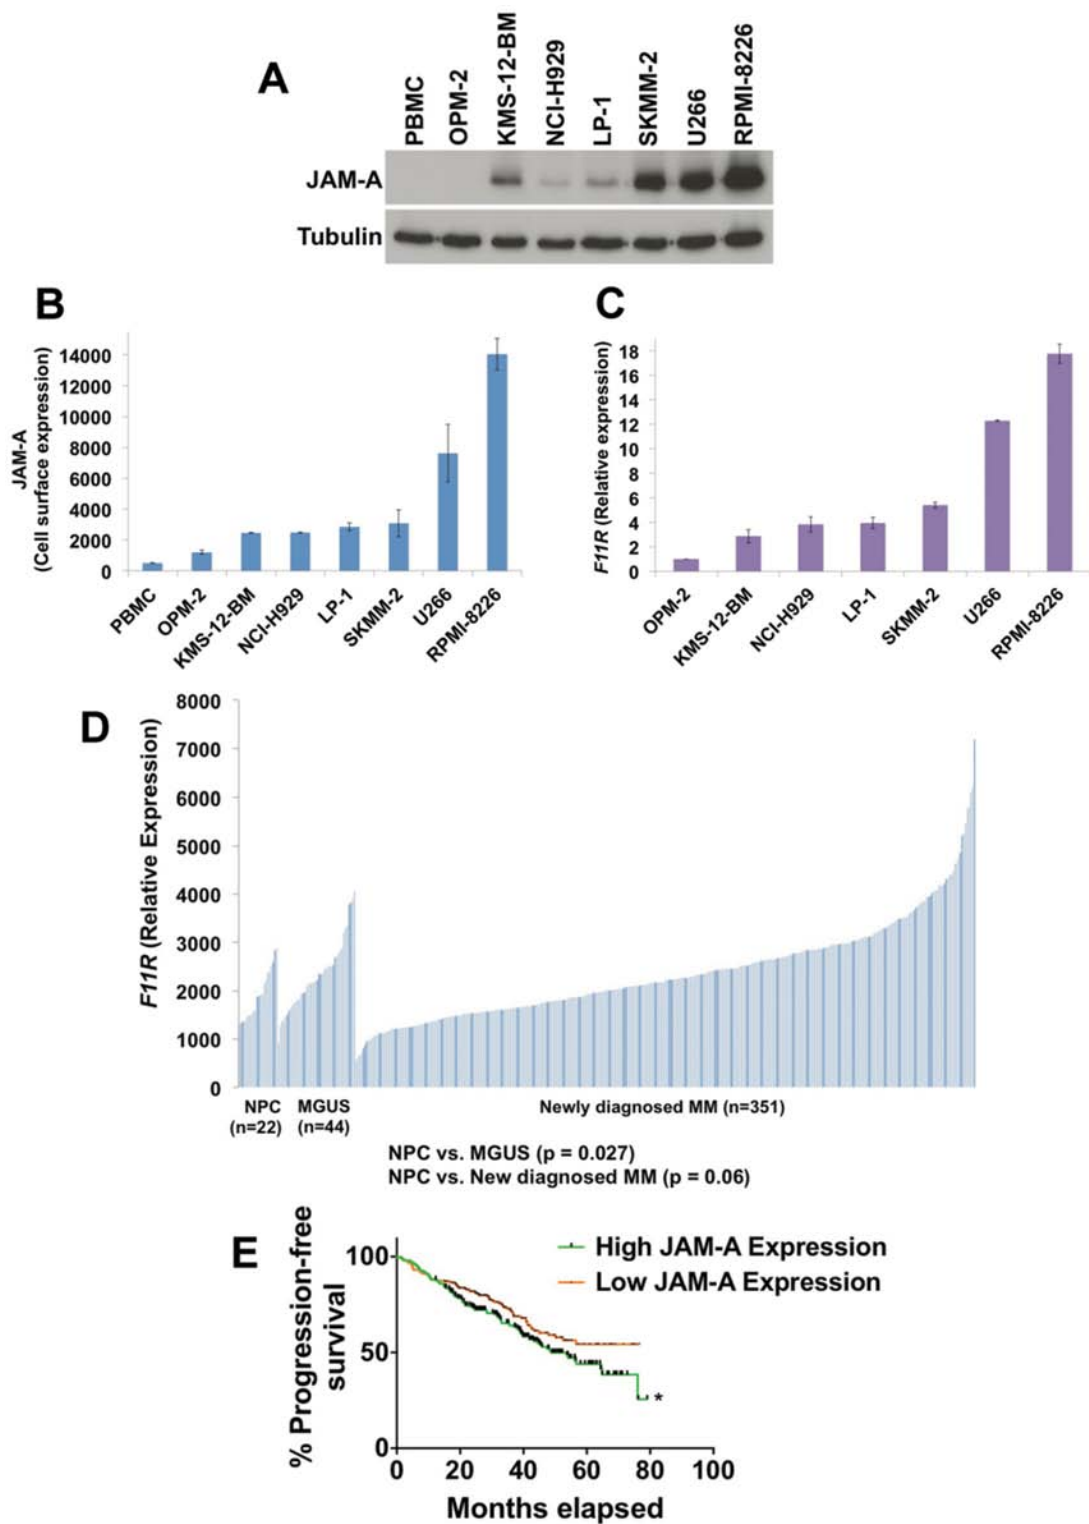 A
PBMC
OPM-2
KMS-12-BM
NCI-H929
LP-1
SKMM-2
U266
RPMI-8226
JAM-A
Tubulin
B
JAM-A
(Cell surface expression)
14000
12000
10000
8000
6000
4000
2000
0
PBMC
OPM-2
KMS-12-BM
NCI-H929
LP-1
SKMM-2
U266
RPMI-8226
C
F11R (Relative expression)
18
16
14
12
10
8
6
4
2
0
OPM-2
KMS-12-BM
NCI-H929
LP-1
SKMM-2
U266
RPMI-8226
D
F11R (Relative Expression)
8000
7000
6000
5000
4000
3000
2000
1000
0
NPC
(n=22)
MGUS
(n=44)
Newly diagnosed MM (n=351)
NPC vs. MGUS (p = 0.027)
NPC vs. New diagnosed MM (p = 0.06)
E
% Progression-free
survival
100
50
0
High JAM-A Expression
Low JAM-A Expression
*
0 20 40 60 80 100
Months elapsed